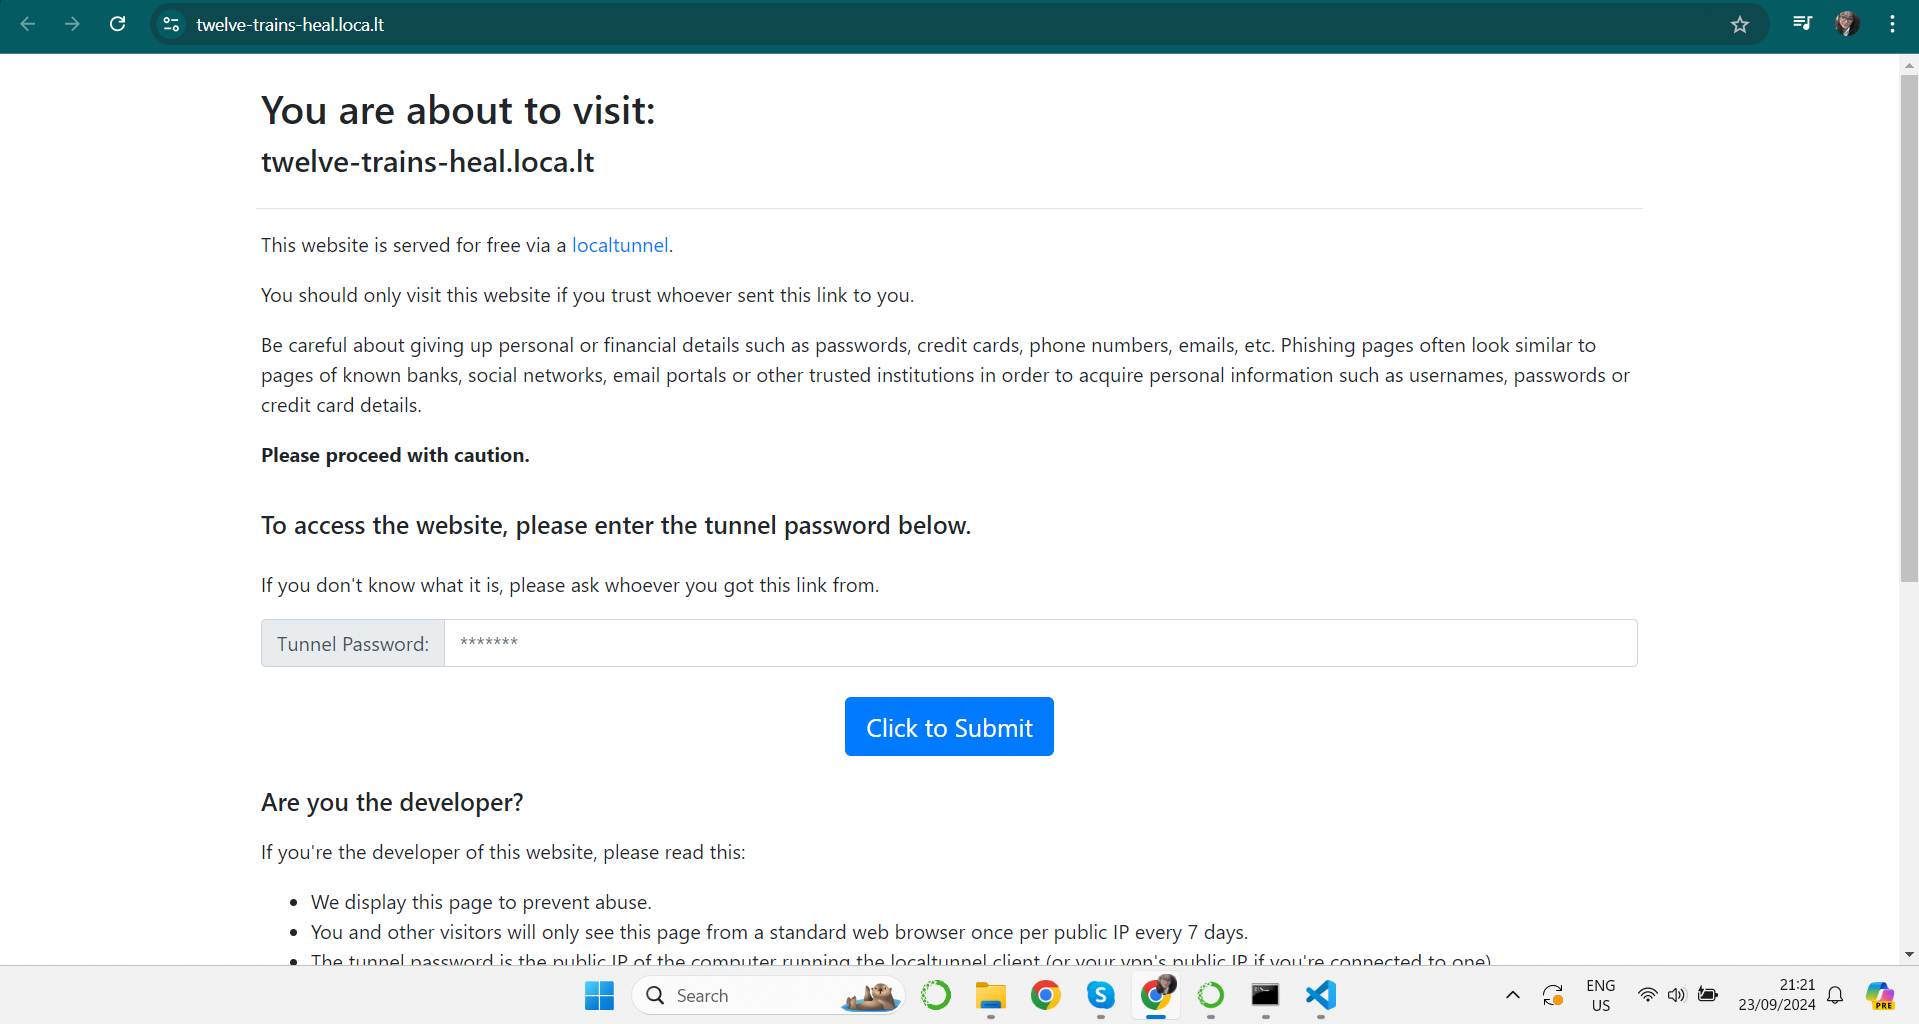 twelve-trains-heal.loca.lt
You are about to visit:
twelve-trains-heal.loca.lt
This website is served for free via a localtunnel.
You should only visit this website if you trust whoever sent this link to you.
Be careful about giving up personal or financial details such as passwords, credit cards, phone numbers, emails, etc. Phishing pages often look similar to
pages of known banks, social networks, email portals or other trusted institutions in order to acquire personal information such as usernames, passwords or
credit card details.
Please proceed with caution.
To access the website, please enter the tunnel password below.
If you don't know what it is, please ask whoever you got this link from.
Tunnel Password: *******
Click to Submit
Are you the developer?
If you're the developer of this website, please read this:
• We display this page to prevent abuse.
• You and other visitors will only see this page from a standard web browser once per public IP every 7 days.
• The tunnel password is the public IP of the computer running the localtunnel client (or your vpn's public IP if you're connected to one)
Search
ENG
US
21:21
23/09/2024
PRE